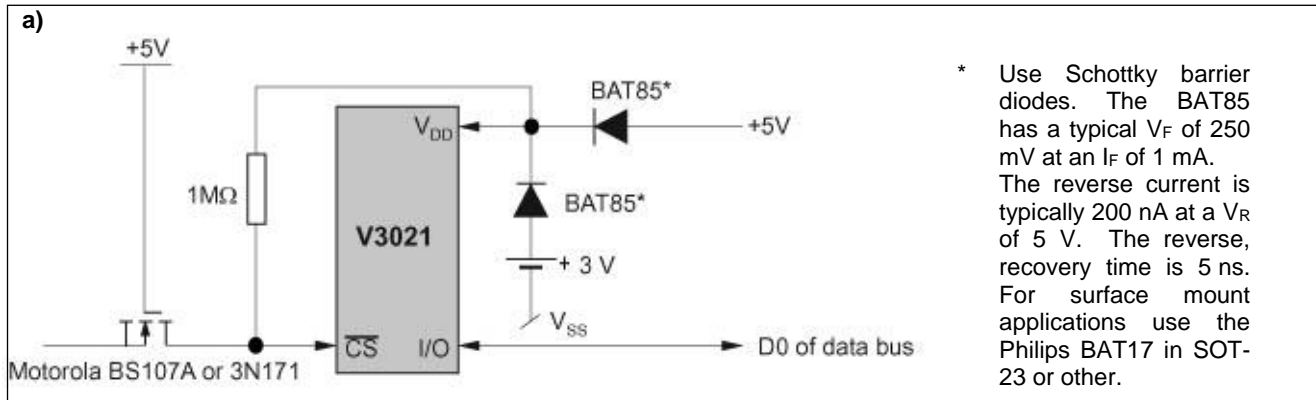 a)
+5V
BAT85*
V_DD
+5V
1MΩ
BAT85*
V3021
+ 3 V
V_SS
CS
I/O
D0 of data bus
Motorola BS107A or 3N171
* Use Schottky barrier
diodes. The BAT85
has a typical V_F of 250
mV at an I_F of 1 mA.
The reverse current is
typically 200 nA at a V_R
of 5 V. The reverse,
recovery time is 5 ns.
For surface mount
applications use the
Philips BAT17 in SOT-
23 or other.